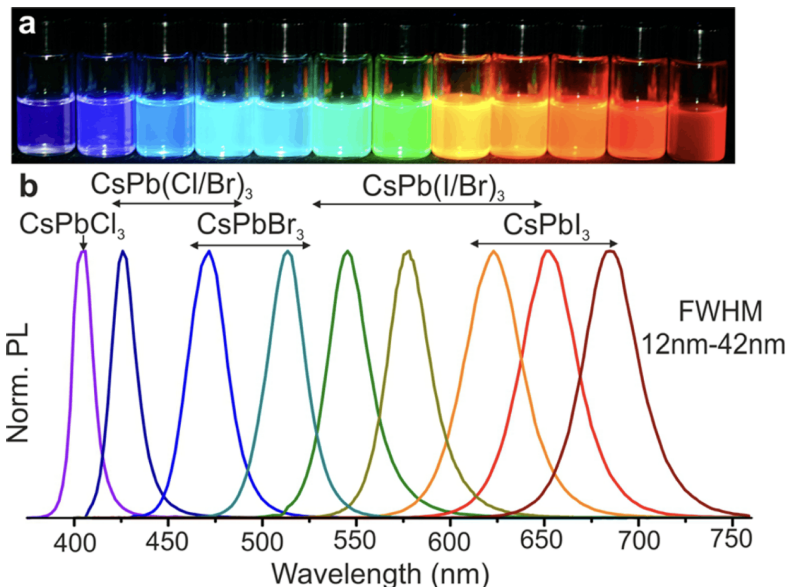 a
b
CsPb(Cl/Br)3
CsPb(I/Br)3
CsPbCl3
CsPbBr3
CsPbI3
FWHM
12nm-42nm
Norm. PL
400 450 500 550 600 650 700 750
Wavelength (nm)